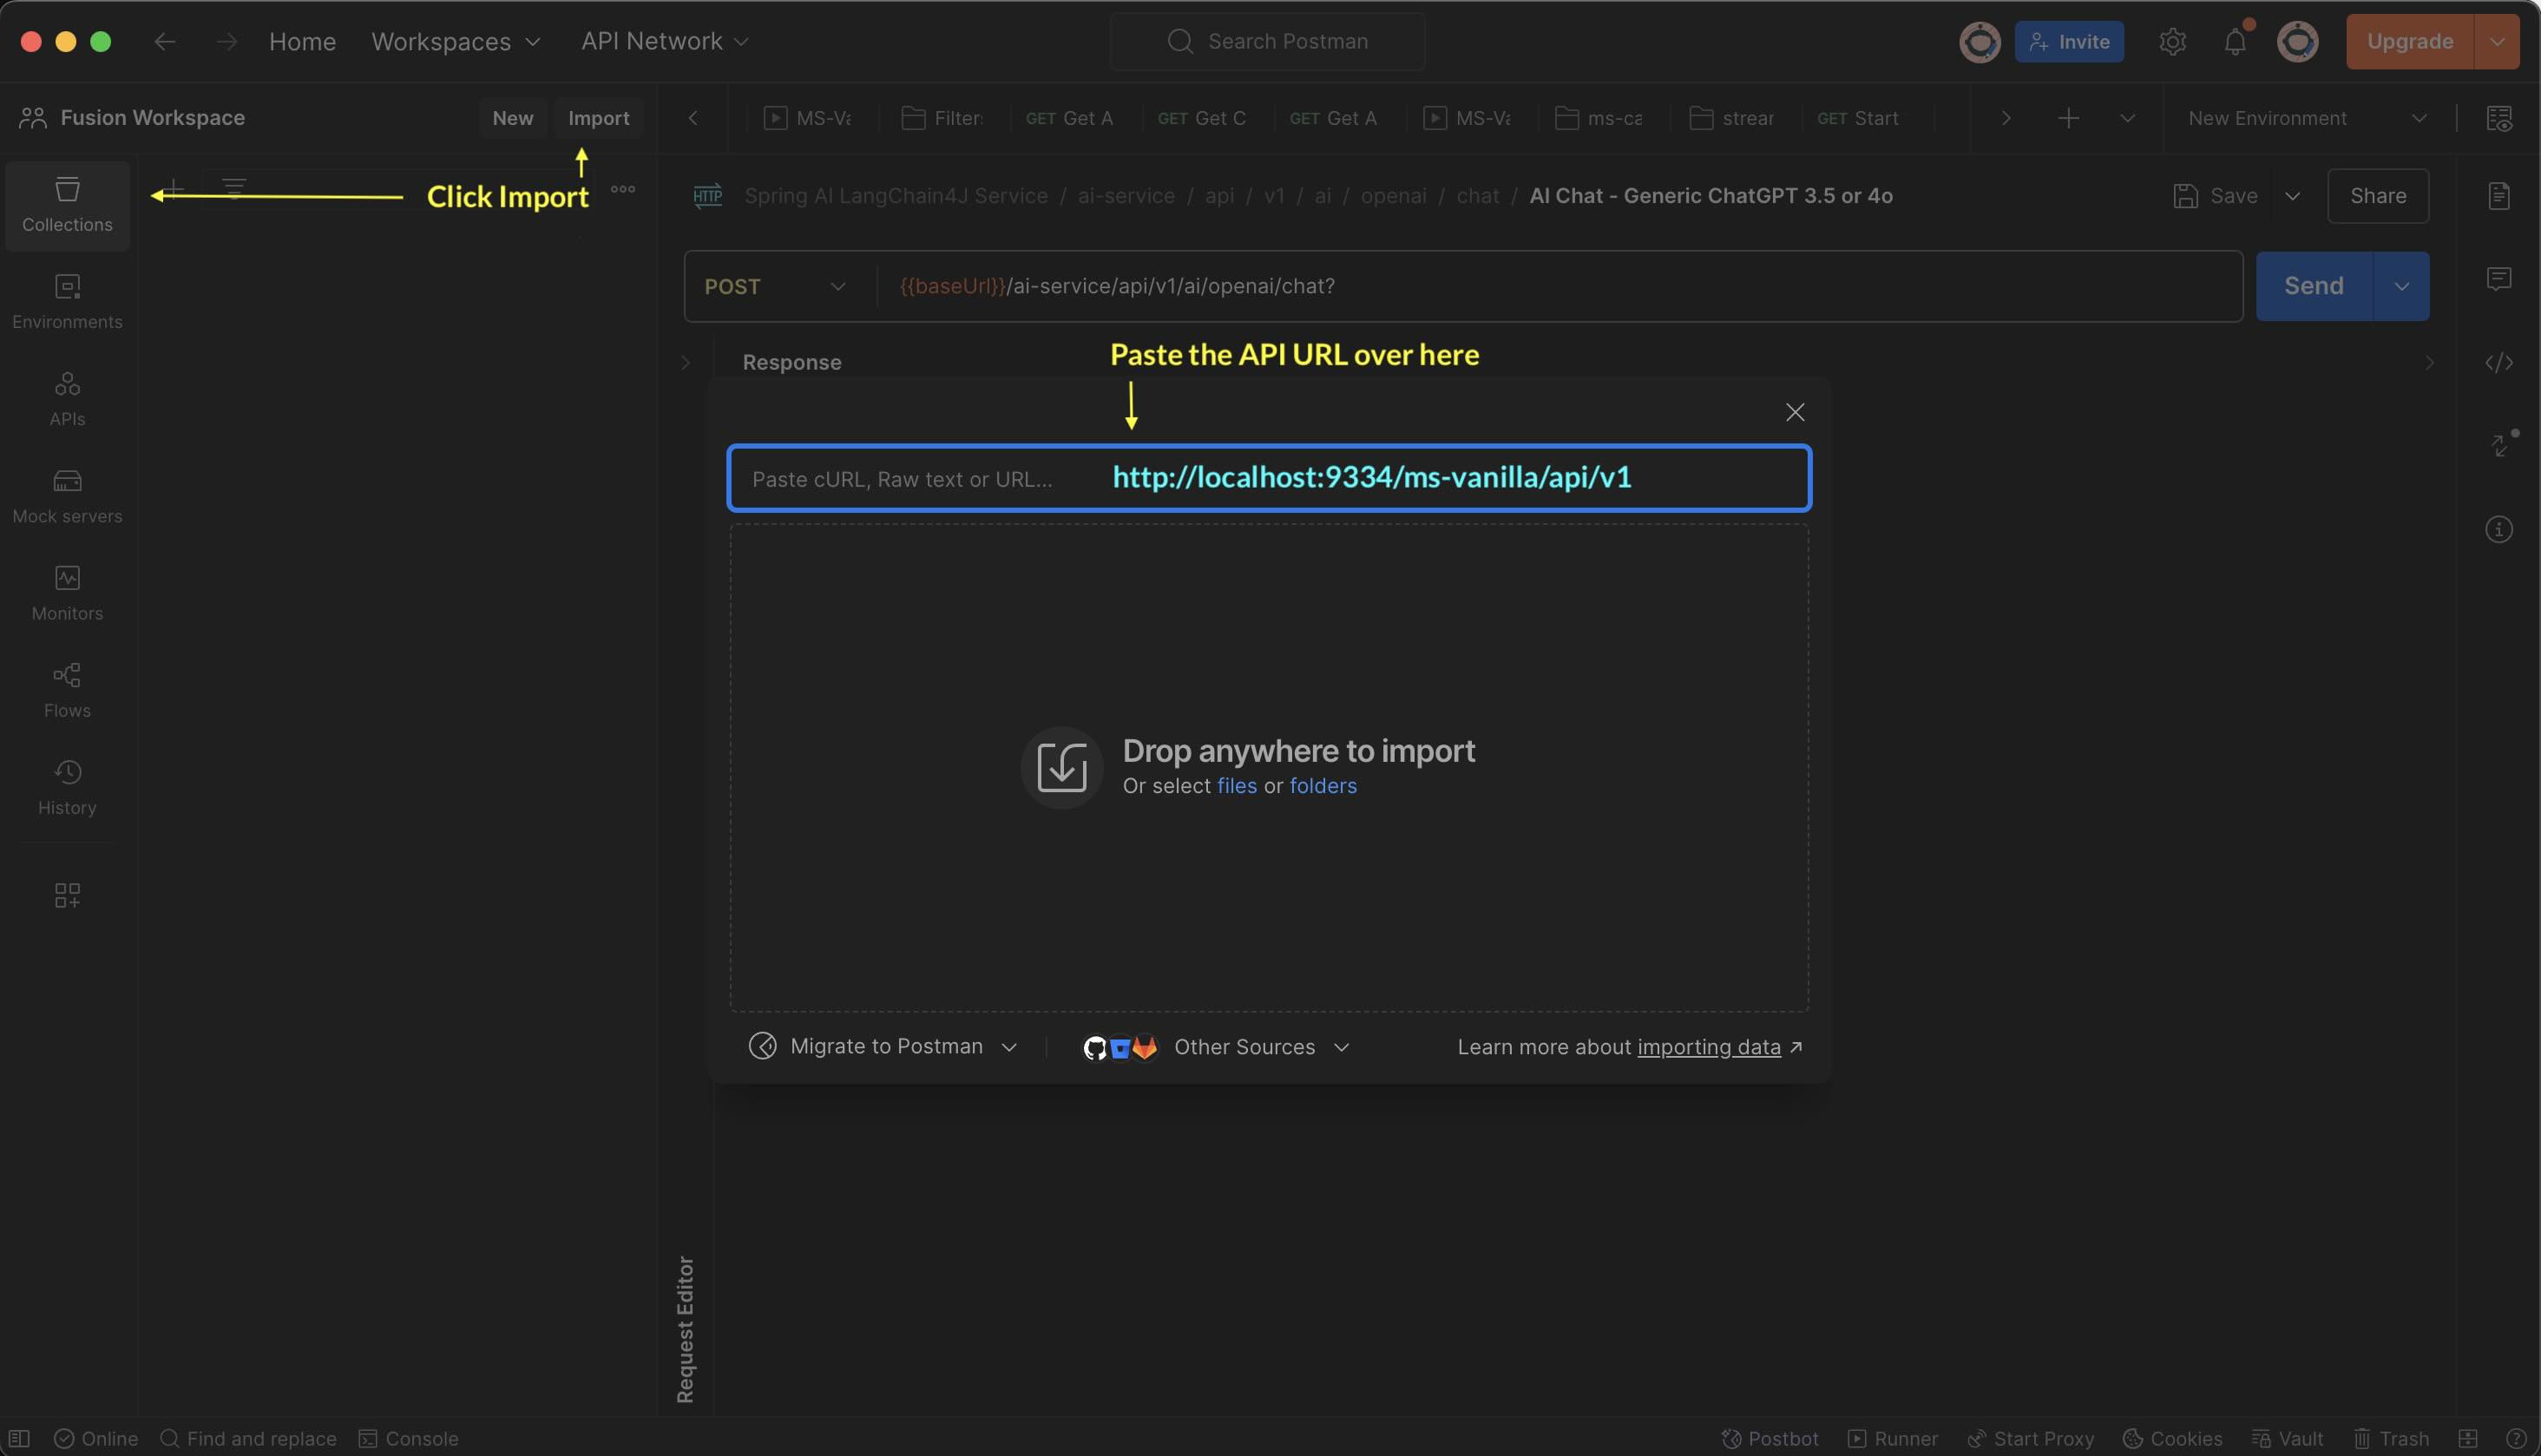 Home Workspaces API Network Search Postman Invite Upgrade
Fusion Workspace New Import MS-Va Filter GET Get A GET Get C GET Get A MS-Va ms-ca strear GET Start New Environment
Collections
Click Import
HTTP Spring AI LangChain4J Service / ai-service / api / v1 / ai / openai / chat / AI Chat - Generic ChatGPT 3.5 or 4o Save Share
Environments
POST {{baseUrl}}/ai-service/api/v1/ai/openai/chat? Send
Response
Paste the API URL over here
APIs
Paste cURL, Raw text or URL... http://localhost:9334/ms-vanilla/api/v1
Mock servers
Monitors
Flows
History
Drop anywhere to import
Or select files or folders
Migrate to Postman Other Sources Learn more about importing data ↗
Request Editor
Online Find and replace Console Postbot Runner Start Proxy Cookies Vault Trash